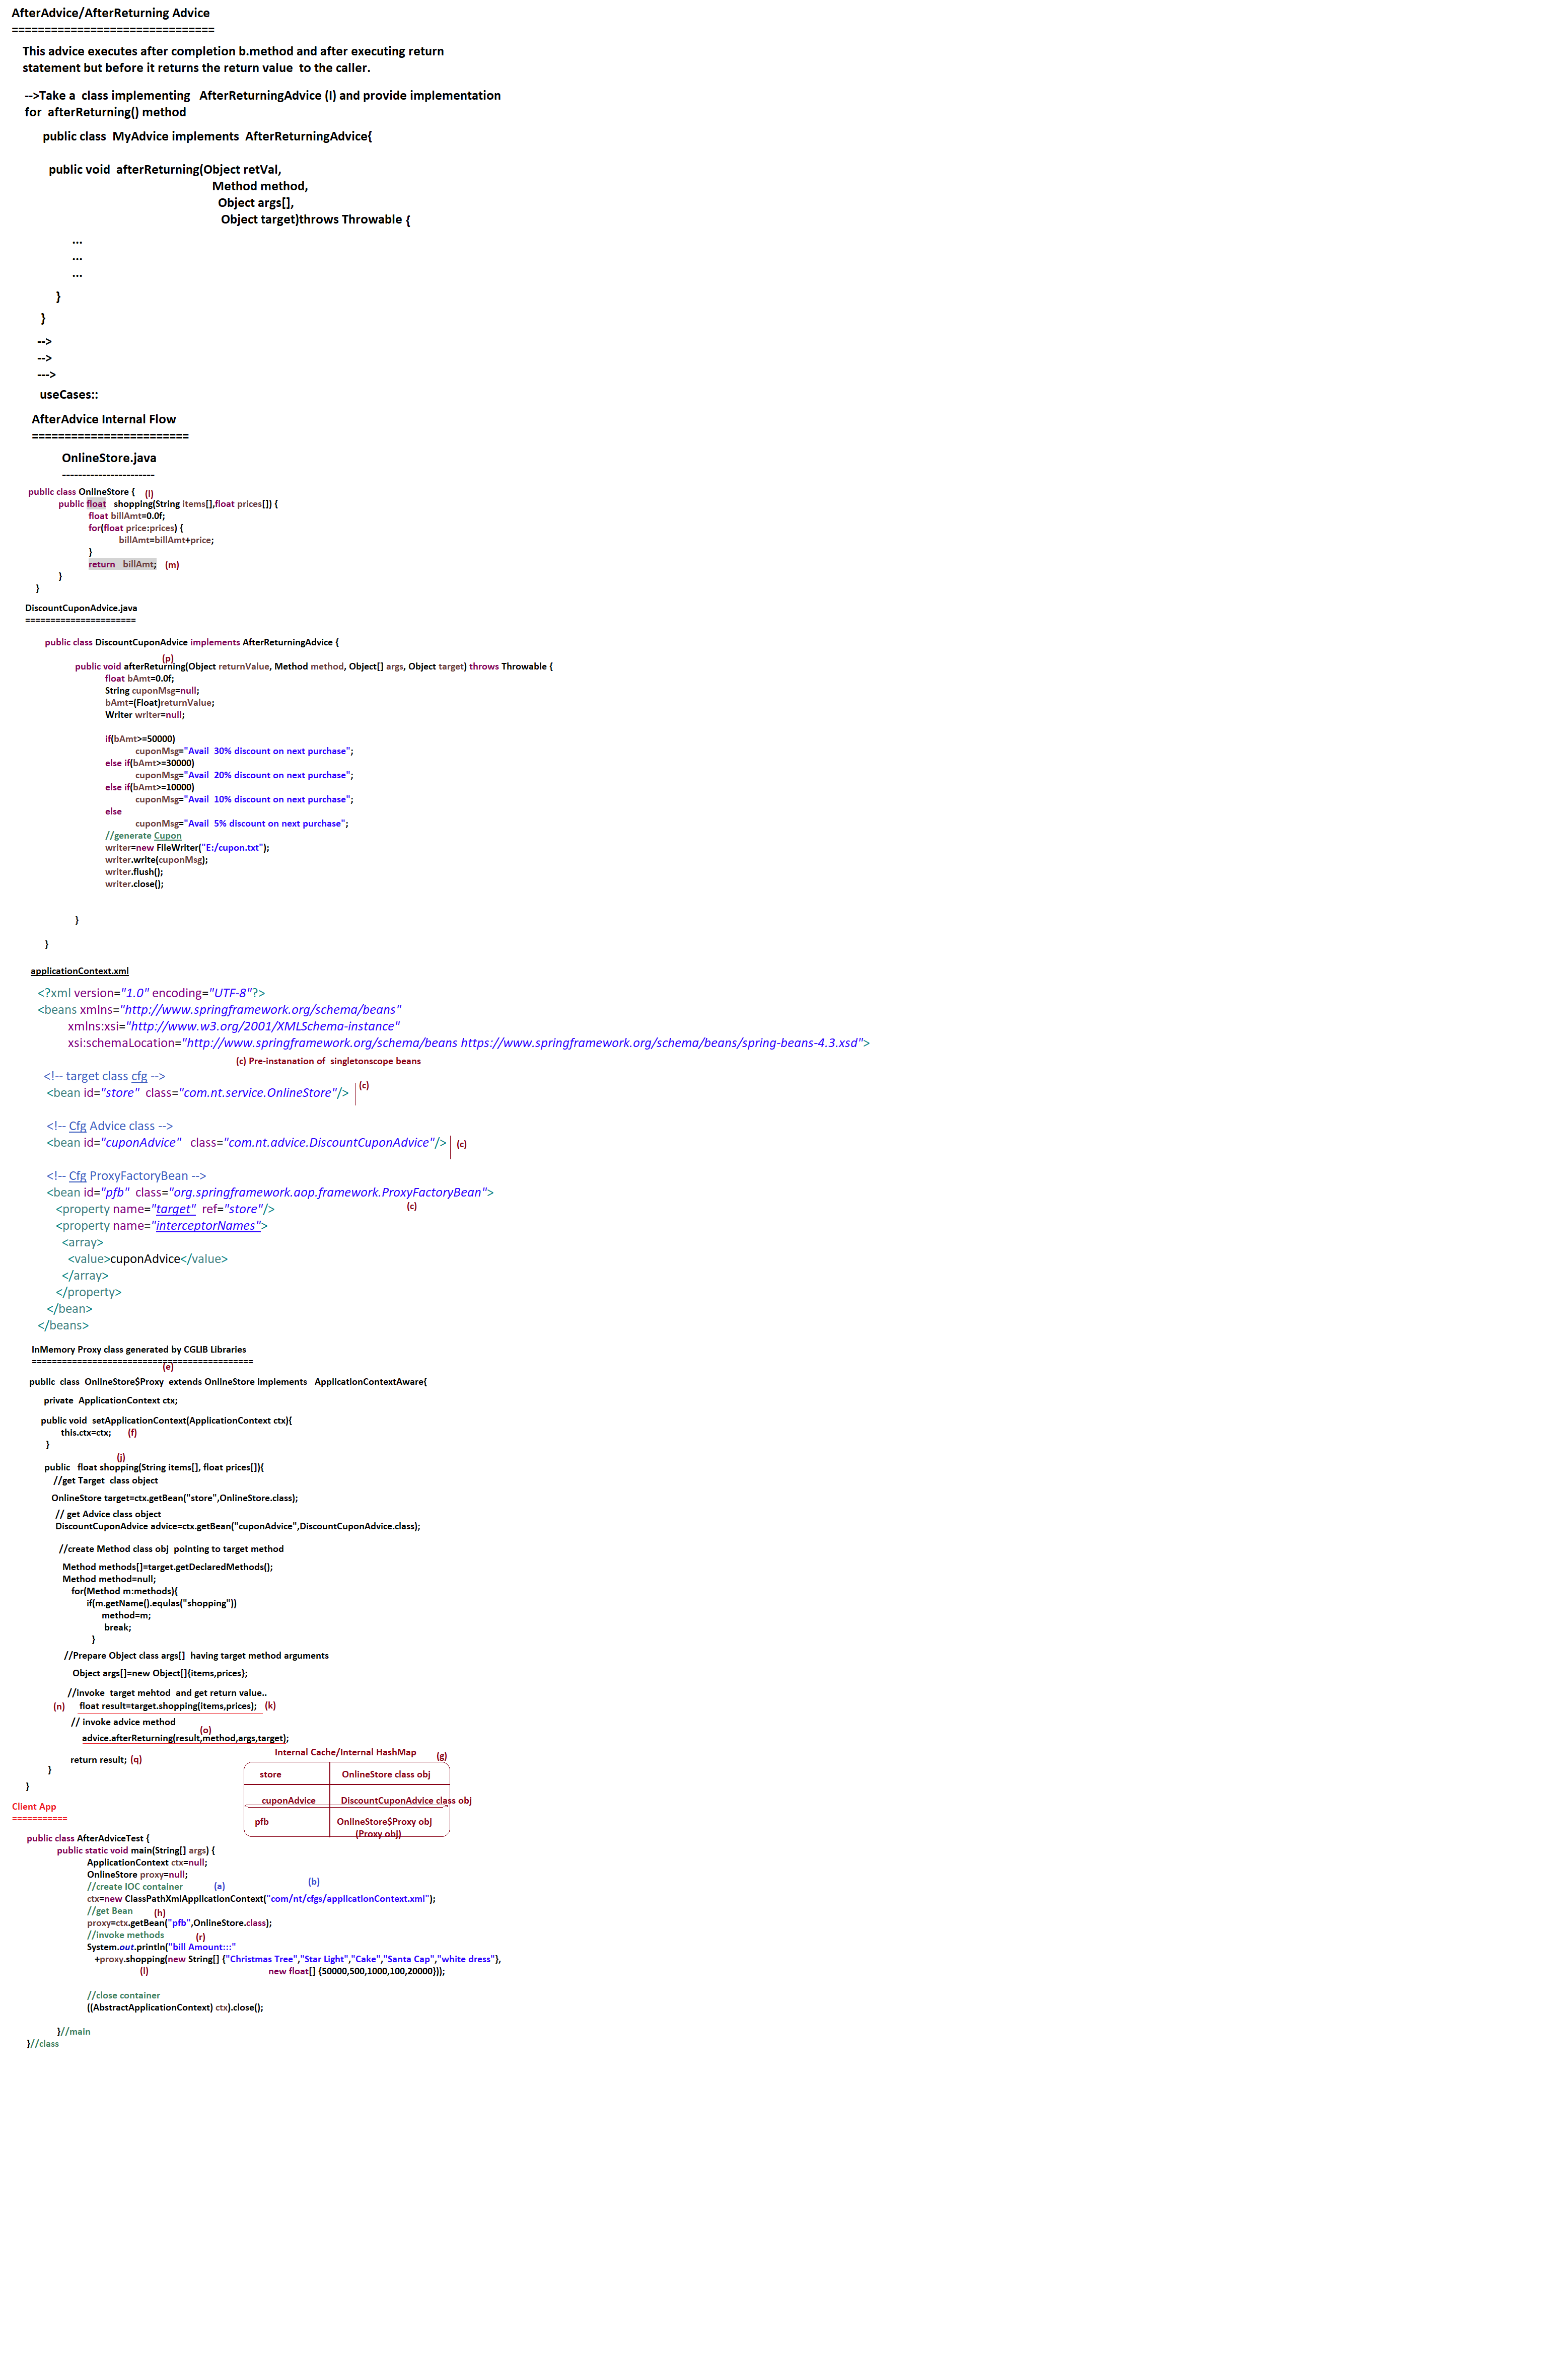 AfterAdvice/AfterReturning Advice
===============================
This advice executes after completion b.method and after executing return
statement but before it returns the return value  to the caller.
-->Take a  class implementing   AfterReturningAdvice (I) and provide implementation
for  afterReturning() method
public class  MyAdvice implements  AfterReturningAdvice{
public void  afterReturning(Object retVal,
Method method,
Object args[],
Object target)throws Throwable {
...
...
...
}
}
-->
-->
--->
useCases::
AfterAdvice Internal Flow
========================
OnlineStore.java
-----------------------
public class OnlineStore {    (l)
public float   shopping(String items[],float prices[]) {
float billAmt=0.0f;
for(float price:prices) {
billAmt=billAmt+price;
}
return   billAmt;   (m)
}
}
DiscountCuponAdvice.java
======================
public class DiscountCuponAdvice implements AfterReturningAdvice {
(p)
public void afterReturning(Object returnValue, Method method, Object[] args, Object target) throws Throwable {
float bAmt=0.0f;
String cuponMsg=null;
bAmt=(Float)returnValue;
Writer writer=null;
if(bAmt>=50000)
cuponMsg="Avail  30% discount on next purchase";
else if(bAmt>=30000)
cuponMsg="Avail  20% discount on next purchase";
else if(bAmt>=10000)
cuponMsg="Avail  10% discount on next purchase";
else
cuponMsg="Avail  5% discount on next purchase";
//generate Cupon
writer=new FileWriter("E:/cupon.txt");
writer.write(cuponMsg);
writer.flush();
writer.close();
}
}
applicationContext.xml
<?xml version="1.0" encoding="UTF-8"?>
<beans xmlns="http://www.springframework.org/schema/beans"
xmlns:xsi="http://www.w3.org/2001/XMLSchema-instance"
xsi:schemaLocation="http://www.springframework.org/schema/beans https://www.springframework.org/schema/beans/spring-beans-4.3.xsd">
(c) Pre-instanation of  singletonscope beans
<!-- target class cfg -->
<bean id="store"  class="com.nt.service.OnlineStore"/>   (c)
<!-- Cfg Advice class -->
<bean id="cuponAdvice"   class="com.nt.advice.DiscountCuponAdvice"/>   (c)
<!-- Cfg ProxyFactoryBean -->
<bean id="pfb"  class="org.springframework.aop.framework.ProxyFactoryBean">
<property name="target"  ref="store"/>   (c)
<property name="interceptorNames">
<array>
<value>cuponAdvice</value>
</array>
</property>
</bean>
</beans>
InMemory Proxy class generated by CGLIB Libraries
============================================
(e)
public  class  OnlineStore$Proxy  extends OnlineStore implements   ApplicationContextAware{
private  ApplicationContext ctx;
public void  setApplicationContext(ApplicationContext ctx){
this.ctx=ctx;     (f)
}
(j)
public   float shopping(String items[], float prices[]){
//get Target  class object
OnlineStore target=ctx.getBean("store",OnlineStore.class);
// get Advice class object
DiscountCuponAdvice advice=ctx.getBean("cuponAdvice",DiscountCuponAdvice.class);
//create Method class obj  pointing to target method
Method methods[]=target.getDeclaredMethods();
Method method=null;
for(Method m:methods){
if(m.getName().equlas("shopping"))
method=m;
break;
}
//Prepare Object class args[]  having target method arguments
Object args[]=new Object[]{items,prices};
//invoke  target mehtod  and get return value..
(n)   float result=target.shopping(items,prices);   (k)
// invoke advice method
(o)
advice.afterReturning(result,method,args,target);
return result; (q)
}
}
Internal Cache/Internal HashMap   (g)
store   OnlineStore class obj
cuponAdvice   DiscountCuponAdvice class obj
pfb   OnlineStore$Proxy obj
(Proxy obj)
Client App
===========
public class AfterAdviceTest {
public static void main(String[] args) {
ApplicationContext ctx=null;
OnlineStore proxy=null;
//create IOC container   (a)   (b)
ctx=new ClassPathXmlApplicationContext("com/nt/cfgs/applicationContext.xml");
//get Bean   (h)
proxy=ctx.getBean("pfb",OnlineStore.class);
//invoke methods   (r)
System.out.println("bill Amount:::"
+proxy.shopping(new String[] {"Christmas Tree","Star Light","Cake","Santa Cap","white dress"},
(i)   new float[] {50000,500,1000,100,20000}));
//close container
((AbstractApplicationContext) ctx).close();
}//main
}//class